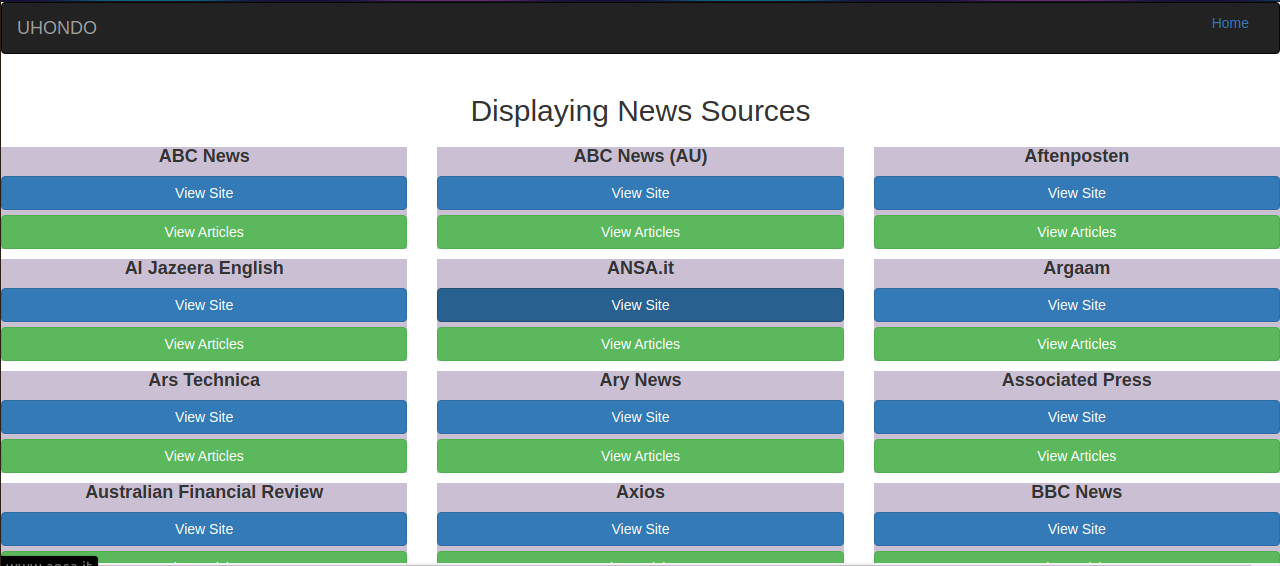 UHONDO Home
Displaying News Sources
ABC News ABC News (AU) Aftenposten
View Site View Site View Site
View Articles View Articles View Articles
Al Jazeera English ANSA.it Argaam
View Site View Site View Site
View Articles View Articles View Articles
Ars Technica Ary News Associated Press
View Site View Site View Site
View Articles View Articles View Articles
Australian Financial Review Axios BBC News
View Site View Site View Site